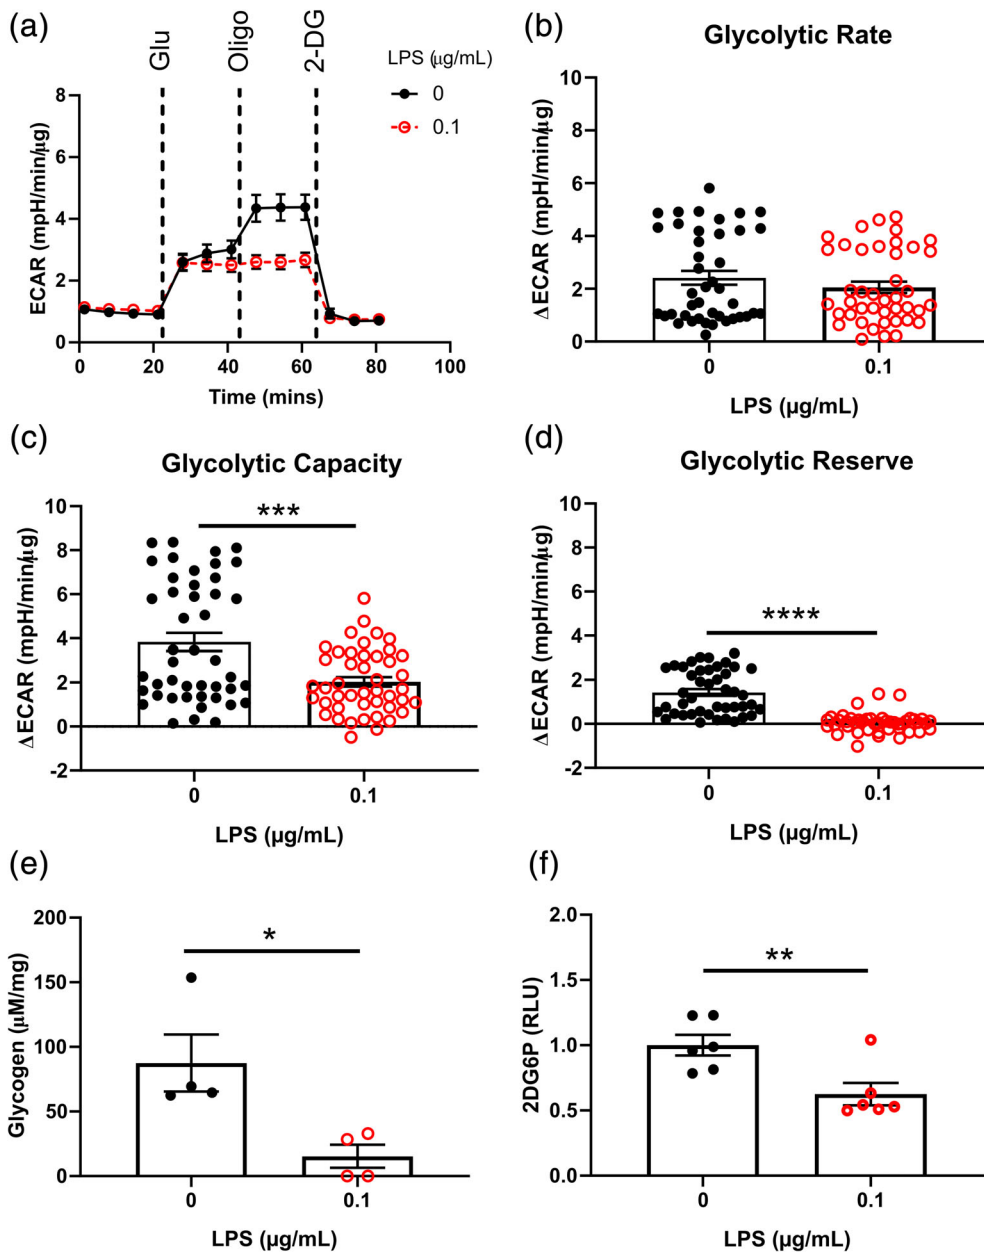 (a)
Glu
Oligo
2-DG
LPS (μg/mL)
0
0.1
ECAR (mpH/min/μg)
8
6
4
2
0
0 20 40 60 80 100
Time (mins)
(b)
Glycolytic Rate
ΔECAR (mpH/min/μg)
10
8
6
4
2
0
0 0.1
LPS (μg/mL)
(c)
Glycolytic Capacity
***
ΔECAR (mpH/min/μg)
10
8
6
4
2
0
-2
0 0.1
LPS (μg/mL)
(d)
Glycolytic Reserve
****
ΔECAR (mpH/min/μg)
10
8
6
4
2
0
-2
0 0.1
LPS (μg/mL)
(e)
*
Glycogen (μM/mg)
200
150
100
50
0
0 0.1
LPS (μg/mL)
(f)
**
2DG6P (RLU)
2.0
1.5
1.0
0.5
0.0
0 0.1
LPS (μg/mL)